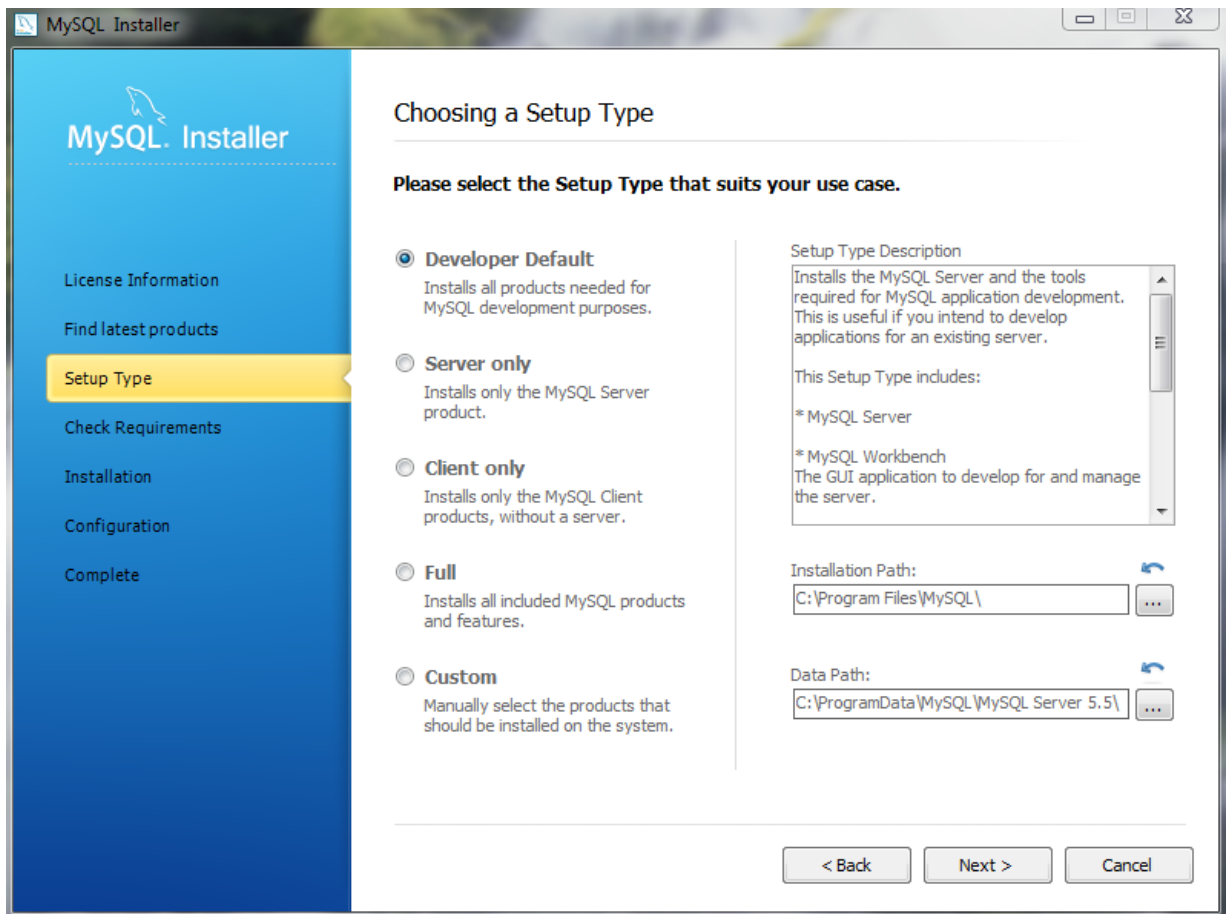 MySQL Installer
MySQL. Installer
License Information
Find latest products
Setup Type
Check Requirements
Installation
Configuration
Complete
Choosing a Setup Type
Please select the Setup Type that suits your use case.
Developer Default
Installs all products needed for
MySQL development purposes.
Server only
Installs only the MySQL Server
product.
Client only
Installs only the MySQL Client
products, without a server.
Full
Installs all included MySQL products
and features.
Custom
Manually select the products that
should be installed on the system.
Setup Type Description
Installs the MySQL Server and the tools
required for MySQL application development.
This is useful if you intend to develop
applications for an existing server.
This Setup Type includes:
* MySQL Server
* MySQL Workbench
The GUI application to develop for and manage
the server.
Installation Path:
C:\Program Files\MySQL\
...
Data Path:
C:\ProgramData\MySQL\MySQL Server 5.5\
...
< Back
Next >
Cancel